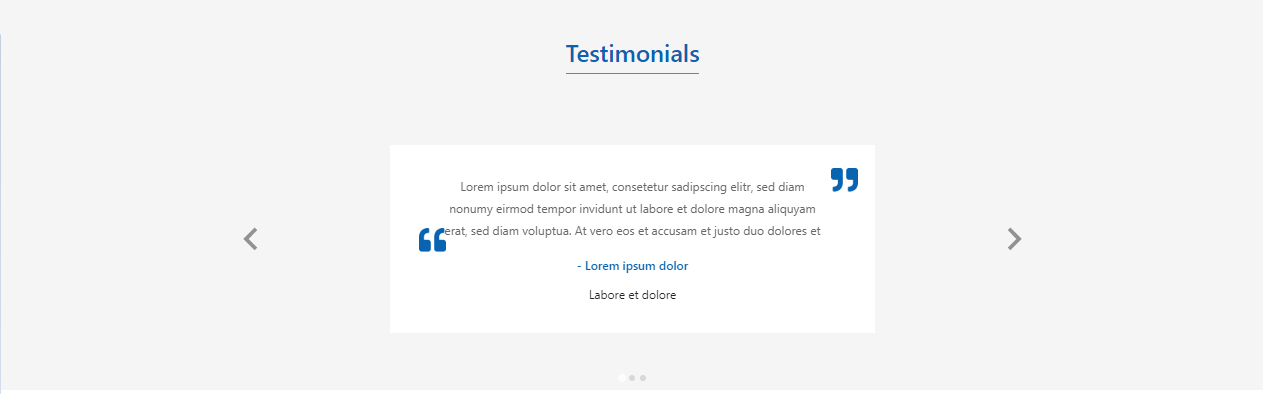 Testimonials
Lorem ipsum dolor sit amet, consetetur sadipscing elitr, sed diam
nonumy eirmod tempor invidunt ut labore et dolore magna aliquyam
erat, sed diam voluptua. At vero eos et accusam et justo duo dolores et
- Lorem ipsum dolor
Labore et dolore